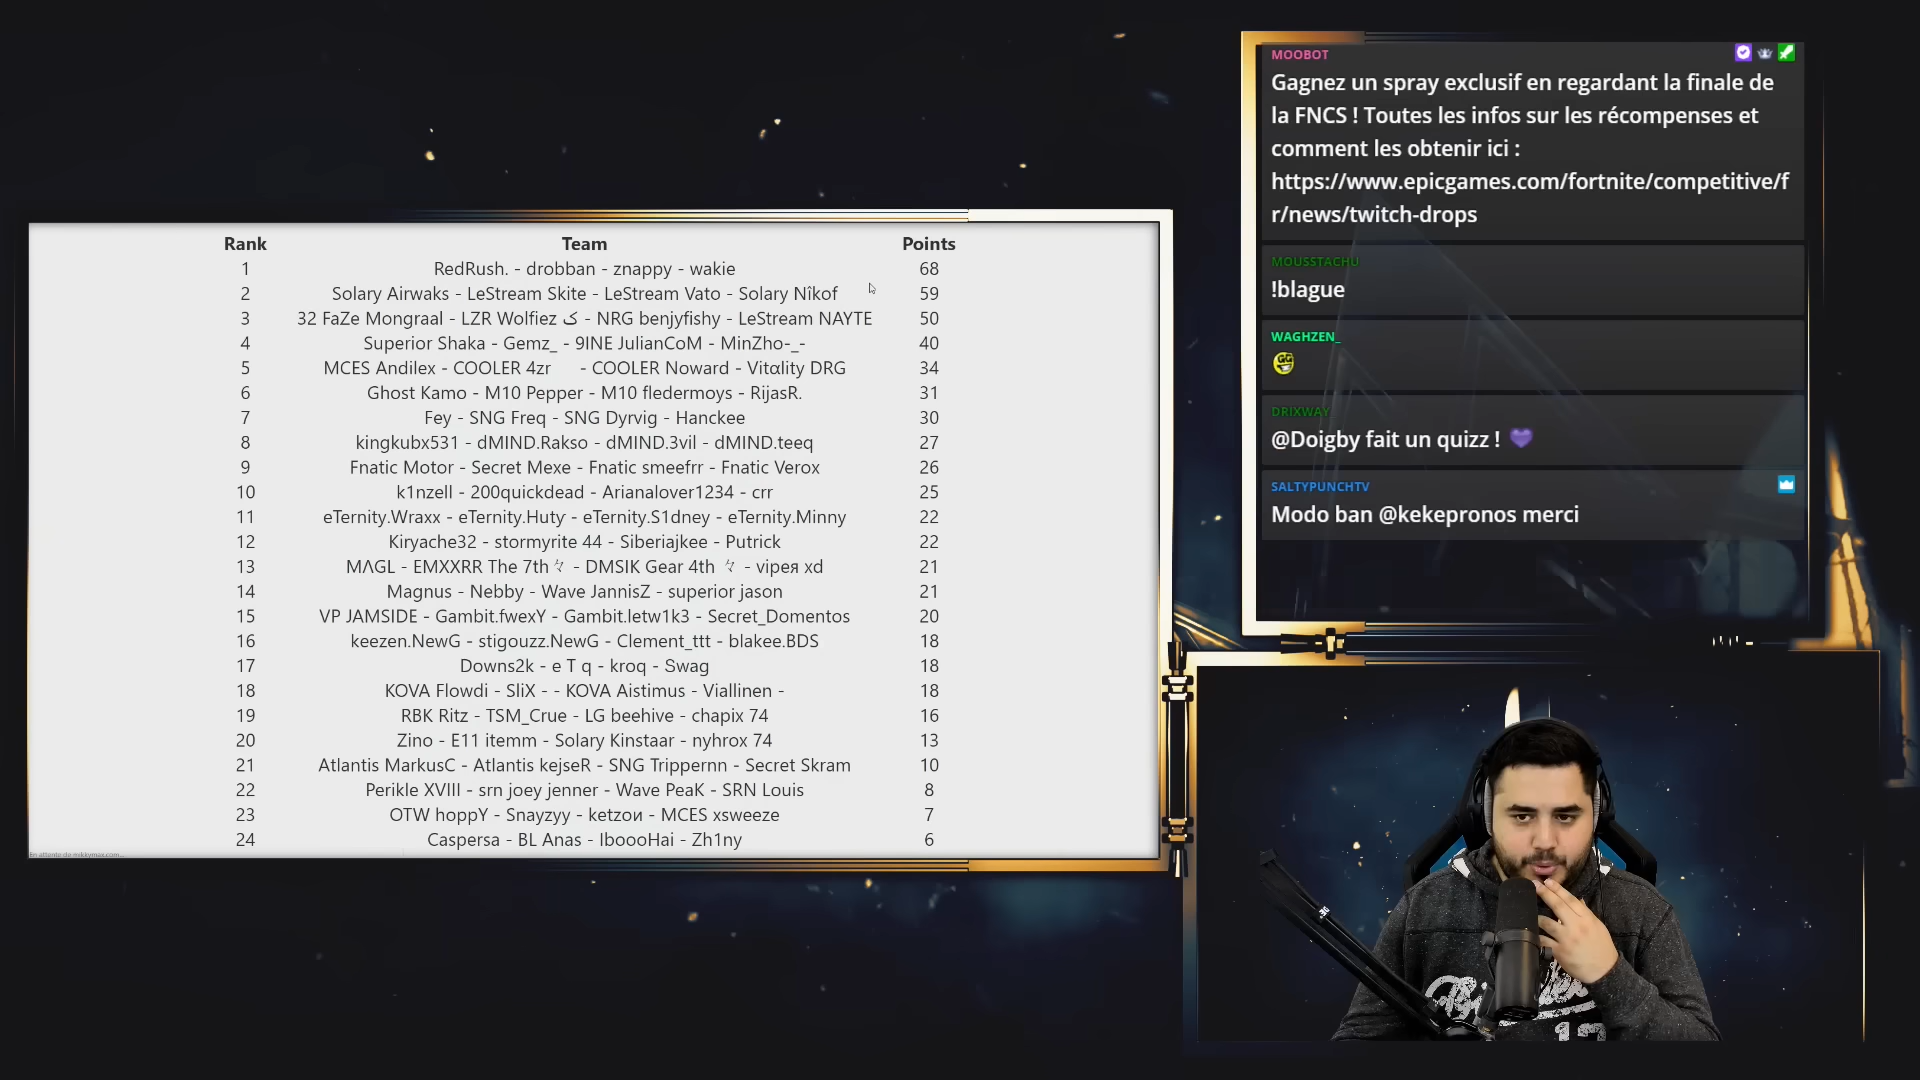 Rank Team Points
1 RedRush. - drobban - znappy - wakie 68
2 Solary Airwaks - LeStream Skite - LeStream Vato - Solary Nîkof 59
3 32 FaZe Mongraal - LZR Wolfiez ک - NRG benjyfishy - LeStream NAYTE 50
4 Superior Shaka - Gemz_ - 9INE JulianCoM - MinZho-_- 40
5 MCES Andilex - COOLER 4zr - COOLER Noward - Vitαlity DRG 34
6 Ghost Kamo - M10 Pepper - M10 fledermoys - RijasR. 31
7 Fey - SNG Freq - SNG Dyrvig - Hanckee 30
8 kingkubx531 - dMIND.Rakso - dMIND.3vil - dMIND.teeq 27
9 Fnatic Motor - Secret Mexe - Fnatic smeefrr - Fnatic Verox 26
10 k1nzell - 200quickdead - Arianalover1234 - crr 25
11 eTernity.Wraxx - eTernity.Huty - eTernity.S1dney - eTernity.Minny 22
12 Kiryache32 - stormyrite 44 - Siberiajkee - Putrick 22
13 MΛGL - EMXXRR The 7th ㄘ - DMSIK Gear 4th ㄘ - vipeя xd 21
14 Magnus - Nebby - Wave JannisZ - superior jason 21
15 VP JAMSIDE - Gambit.fwexY - Gambit.letw1k3 - Secret_Domentos 20
16 keezen.NewG - stigouzz.NewG - Clement_ttt - blakee.BDS 18
17 Downs2k - e T q - kroq - Swag 18
18 KOVA Flowdi - SliX - - KOVA Aistimus - Viallinen - 18
19 RBK Ritz - TSM_Crue - LG beehive - chapix 74 16
20 Zino - E11 itemm - Solary Kinstaar - nyhrox 74 13
21 Atlantis MarkusC - Atlantis kejseR - SNG Trippernn - Secret Skram 10
22 Perikle XVIII - srn joey jenner - Wave PeaK - SRN Louis 8
23 OTW hoppY - Snayzyy - ketzoи - MCES xsweeze 7
24 Caspersa - BL Anas - IboooHai - Zh1ny 6
En attente de mikkymax.com...
MOOBOT
Gagnez un spray exclusif en regardant la finale de
la FNCS ! Toutes les infos sur les récompenses et
comment les obtenir ici :
https://www.epicgames.com/fortnite/competitive/f
r/news/twitch-drops
MOUSSTACHU
!blague
WAGHZEN_
GG
DRIXWAY
@Doigby fait un quizz !
SALTYPUNCHTV
Modo ban @kekepronos merci